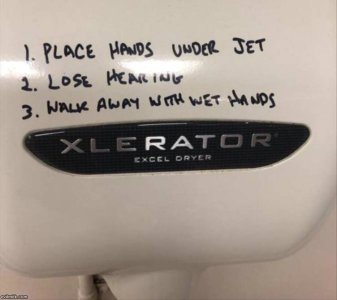 1. PLACE HANDS UNDER JET
2. LOSE HEARING
3. WALK AWAY WITH WET HANDS
XLERATOR®
EXCEL DRYER